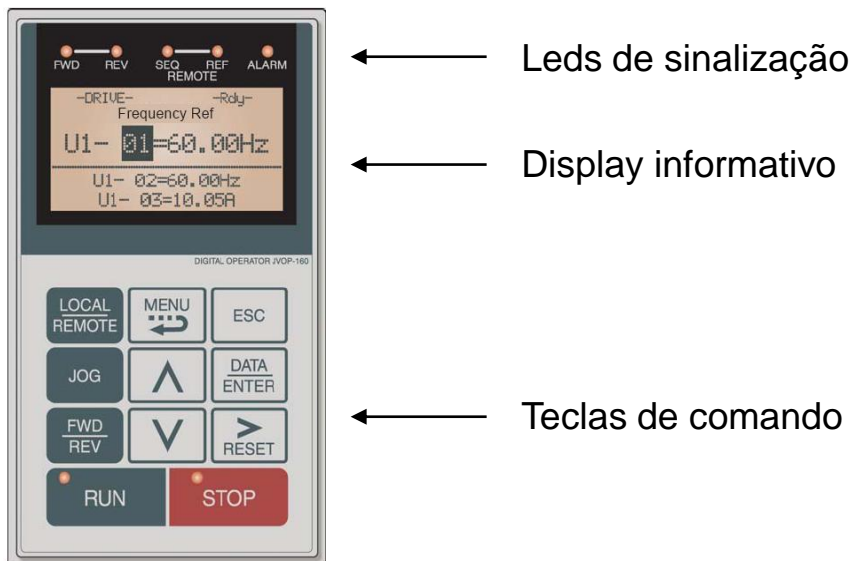 FWD REV SEQ REF ALARM
REMOTE
-DRIVE- -Rdy-
Frequency Ref
U1- 01=60.00Hz
U1- 02=60.00Hz
U1- 03=10.05A
DIGITAL OPERATOR JVOP-160
LOCAL
REMOTE
MENU
ESC
JOG
DATA
ENTER
FWD
REV
RESET
RUN
STOP
Leds de sinalização
Display informativo
Teclas de comando